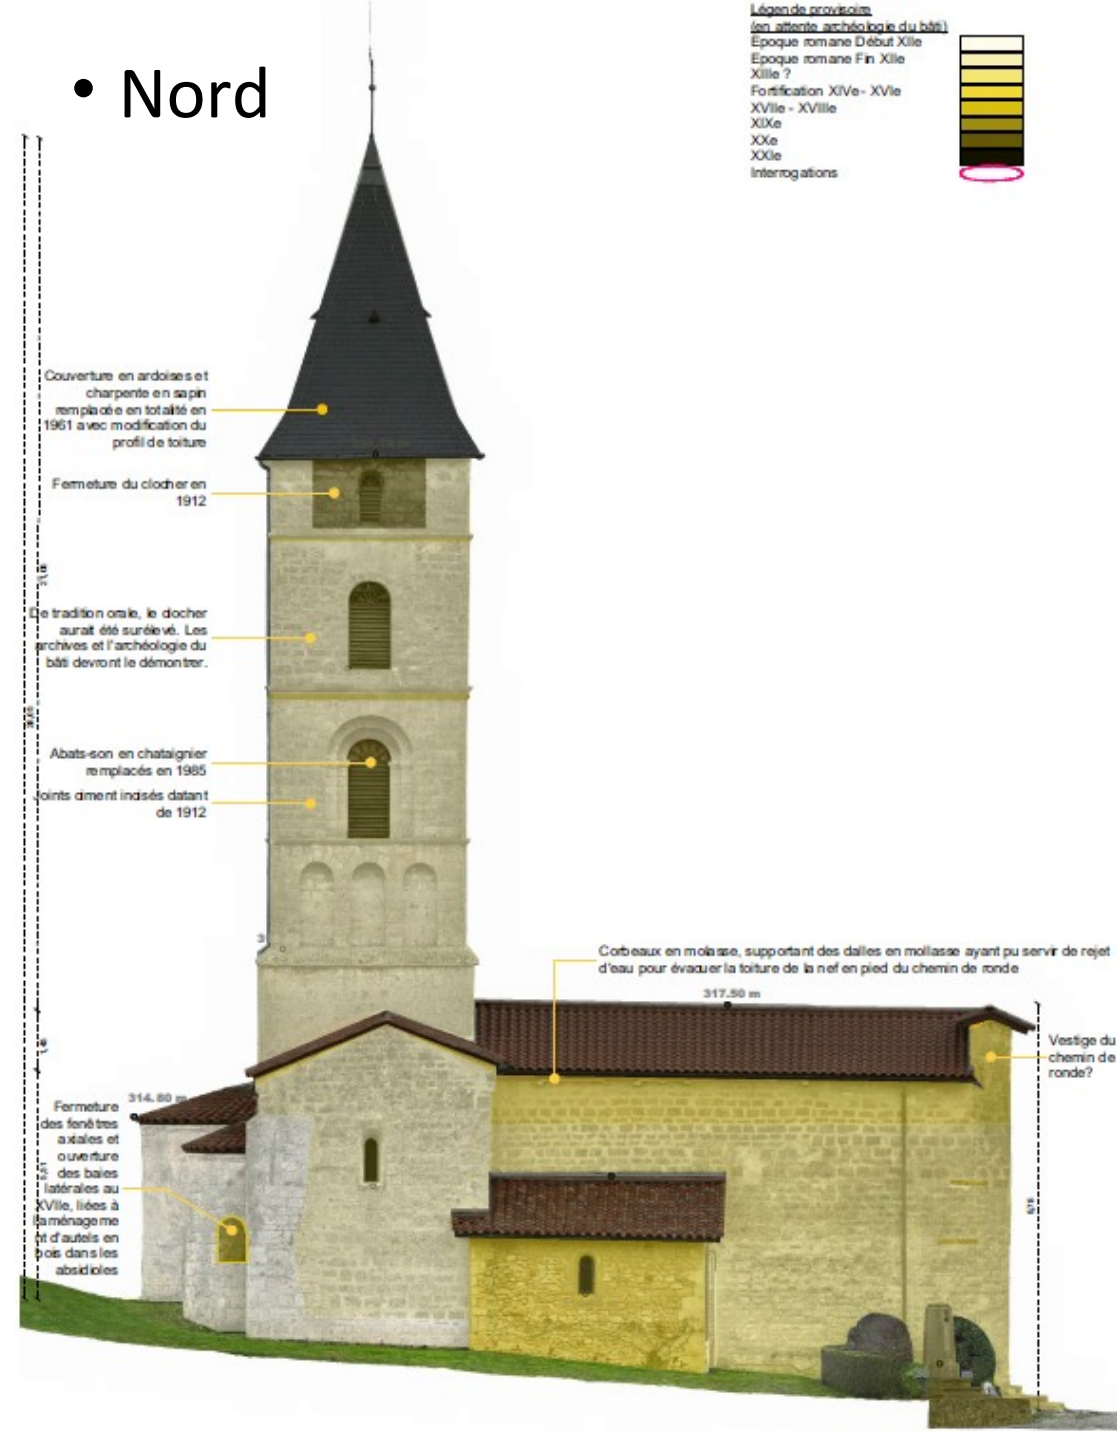 • Nord
Légende provisoire
(en attente archéologie du bâti)
Epoque romane Début XIIe
Epoque romane Fin XIIe
XIIIe ?
Fortification XIVe - XVIe
XVIIe - XVIIIe
XIXe
XXe
XXIe
Interrogations
Couverture en ardoises et
charpente en sapin
remplacée en totalité en
1961 avec modification du
profil de toiture
Fermeture du clocher en
1912
De tradition orale, le clocher
aurait été surélevé. Les
archives et l'archéologie du
bâti devront le démontrer.
Abats-son en chataignier
remplacés en 1985
Joints ciment incisés datant
de 1912
Corbeaux en molasse, supportant des dalles en mollasse ayant pu servir de rejet
d'eau pour évacuer la toiture de la nef en pied du chemin de ronde
317.50 m
Vestige du
chemin de
ronde?
314.80 m
Fermeture
des fenêtres
axiales et
ouverture
des baies
latérales au
XVIIe, liées à
l'aménageme
nt d'autels en
bois dans les
absidioles